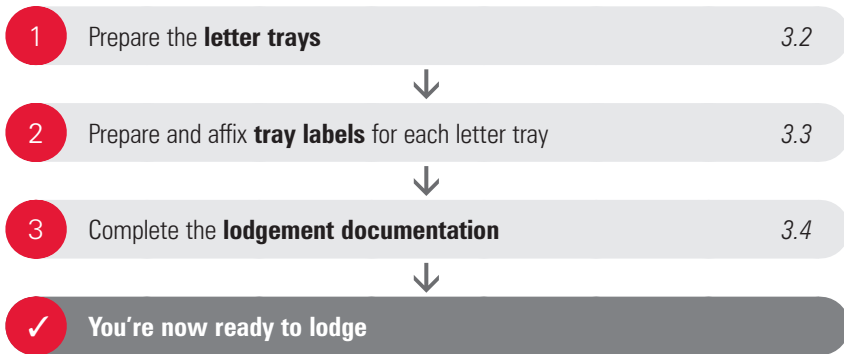 1 Prepare the letter trays 3.2
2 Prepare and affix tray labels for each letter tray 3.3
3 Complete the lodgement documentation 3.4
✓ You're now ready to lodge